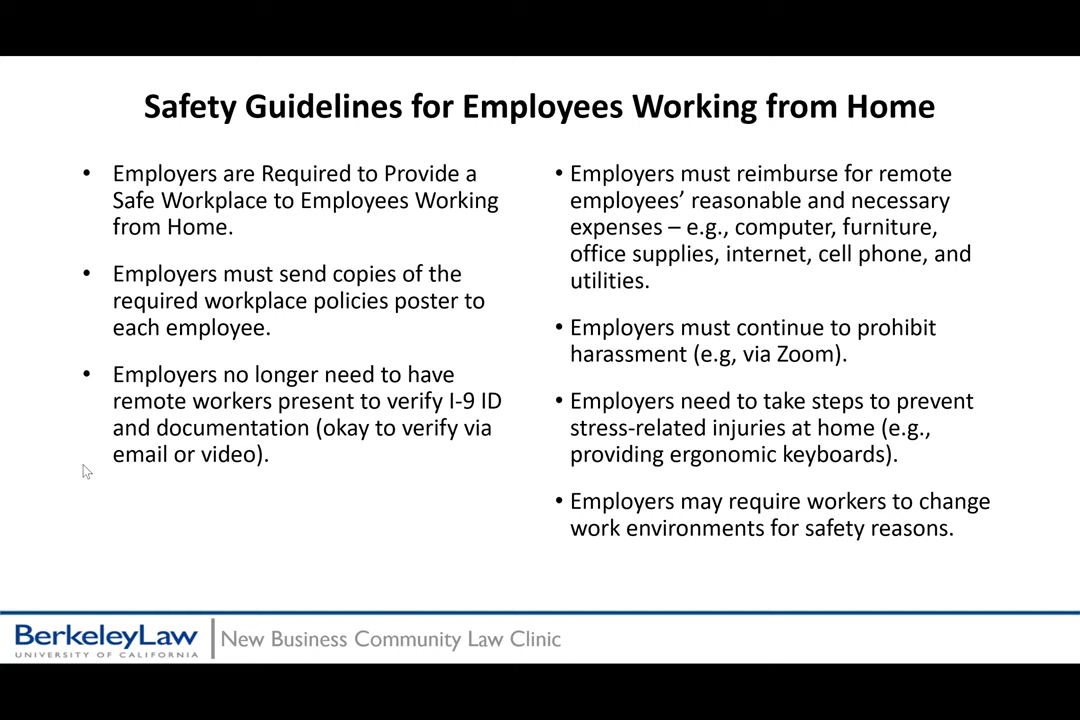 Safety Guidelines for Employees Working from Home
• Employers are Required to Provide a
Safe Workplace to Employees Working
from Home.
• Employers must send copies of the
required workplace policies poster to
each employee.
• Employers no longer need to have
remote workers present to verify I-9 ID
and documentation (okay to verify via
email or video).
• Employers must reimburse for remote
employees’ reasonable and necessary
expenses – e.g., computer, furniture,
office supplies, internet, cell phone, and
utilities.
• Employers must continue to prohibit
harassment (e.g, via Zoom).
• Employers need to take steps to prevent
stress-related injuries at home (e.g.,
providing ergonomic keyboards).
• Employers may require workers to change
work environments for safety reasons.
BerkeleyLaw
UNIVERSITY OF CALIFORNIA
New Business Community Law Clinic